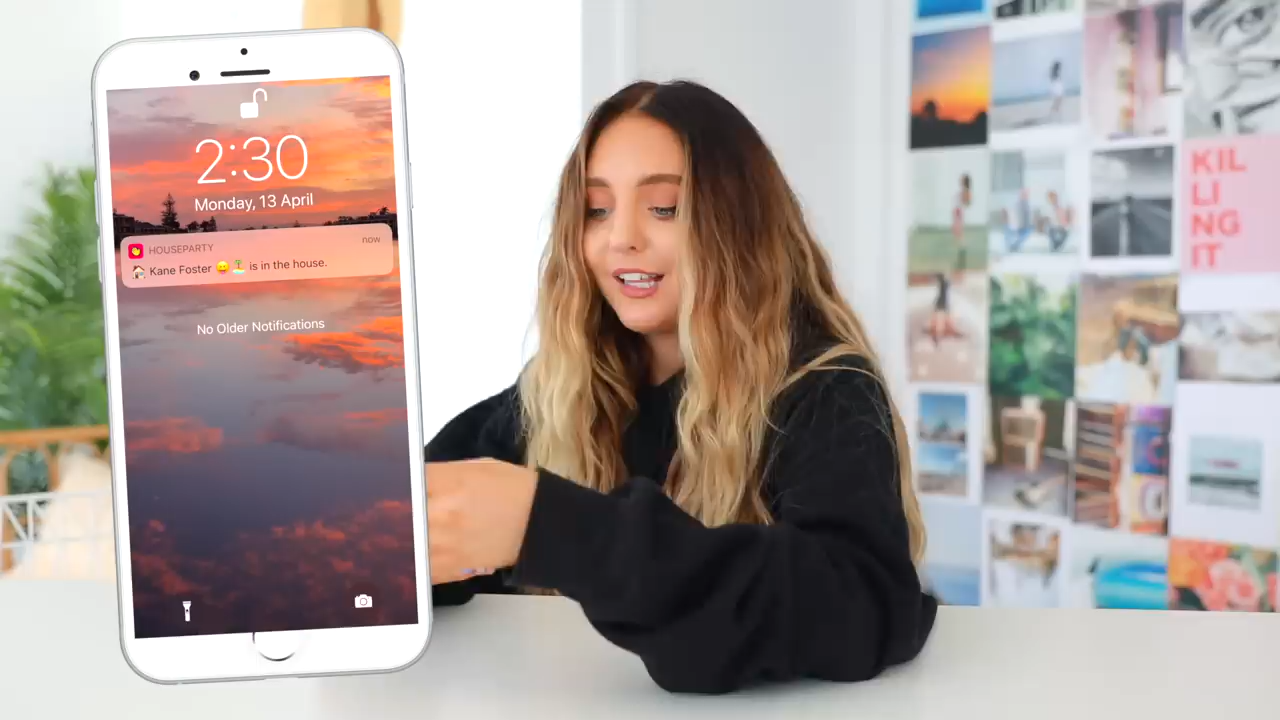 2:30
Monday, 13 April
HOUSEPARTY
now
🏠 Kane Foster 😀 🏝️ is in the house.
No Older Notifications
KIL
LI
NG
IT